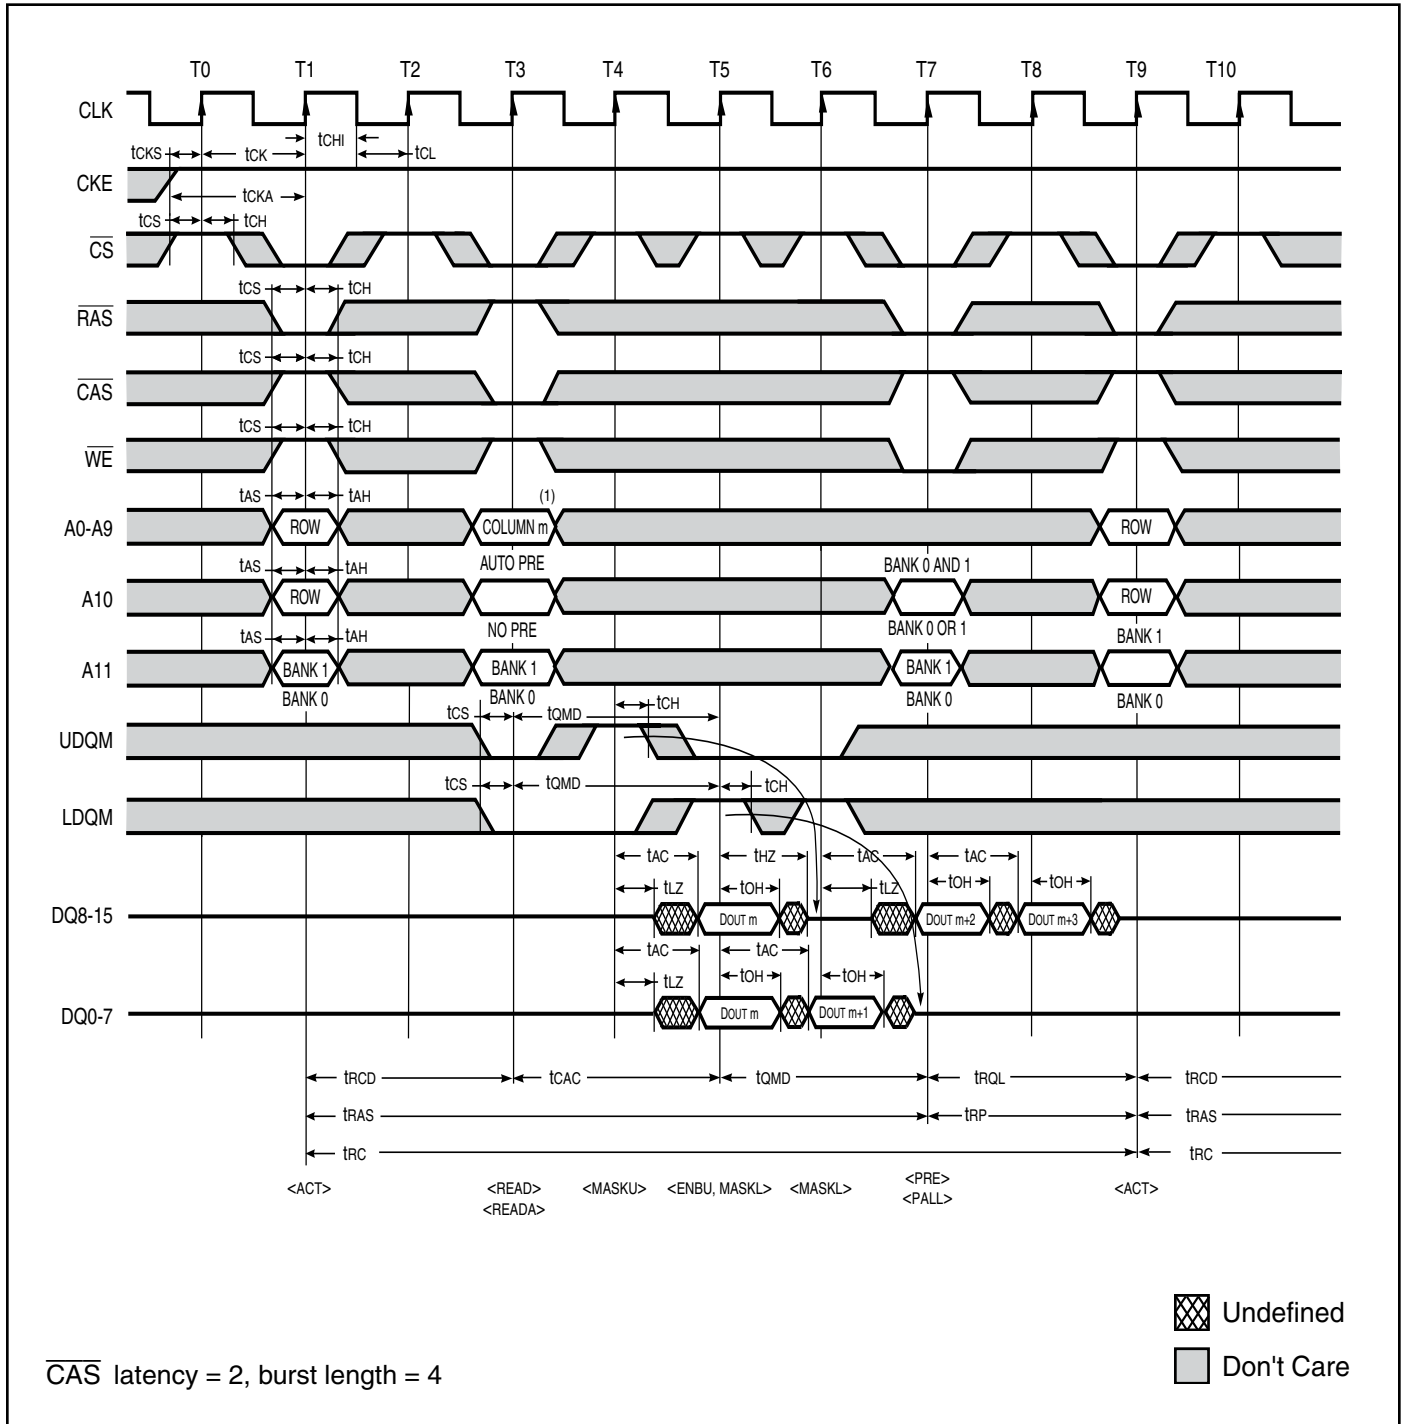 T0 T1 T2 T3 T4 T5 T6 T7 T8 T9 T10
CLK
tCHI
tCKS tCK tCL
CKE
tCKA
tCS tCH
CS
tCS tCH
RAS
tCS tCH
CAS
tCS tCH
WE
tAS tAH (1)
A0-A9 ROW COLUMN m ROW
tAS tAH AUTO PRE BANK 0 AND 1
A10 ROW ROW
NO PRE BANK 0 OR 1
tAS tAH BANK 1
A11 BANK 1 BANK 1 BANK 1
BANK 0 BANK 0 BANK 0 BANK 0
tCS tQMD tCH
UDQM
tCS tQMD tCH
LDQM
tAC tHZ tAC tAC
tLZ tOH tLZ tOH tOH
DQ8-15 DOUT m DOUT m+2 DOUT m+3
tAC tAC
tLZ tOH tOH
DQ0-7 DOUT m DOUT m+1
tRCD tCAC tQMD tRQL tRCD
tRAS tRP tRAS
tRC tRC
<ACT> <READ> <MASKU> <ENBU, MASKL> <MASKL> <PRE> <ACT>
<READA> <PALL>
Undefined
Don't Care
CAS latency = 2, burst length = 4